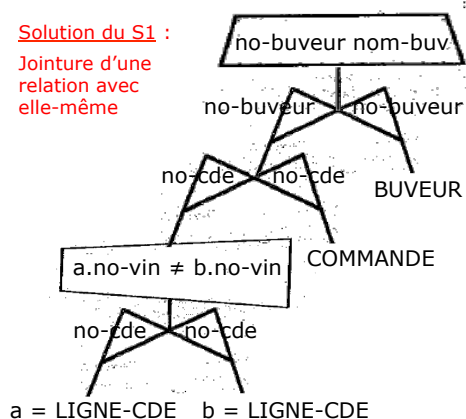 Solution du S1 :
Jointure d'une
relation avec
elle-même
no-buveur nom-buv
no-buveur no-buveur
no-cde no-cde
BUVEUR
COMMANDE
a.no-vin ≠ b.no-vin
no-cde no-cde
a = LIGNE-CDE b = LIGNE-CDE